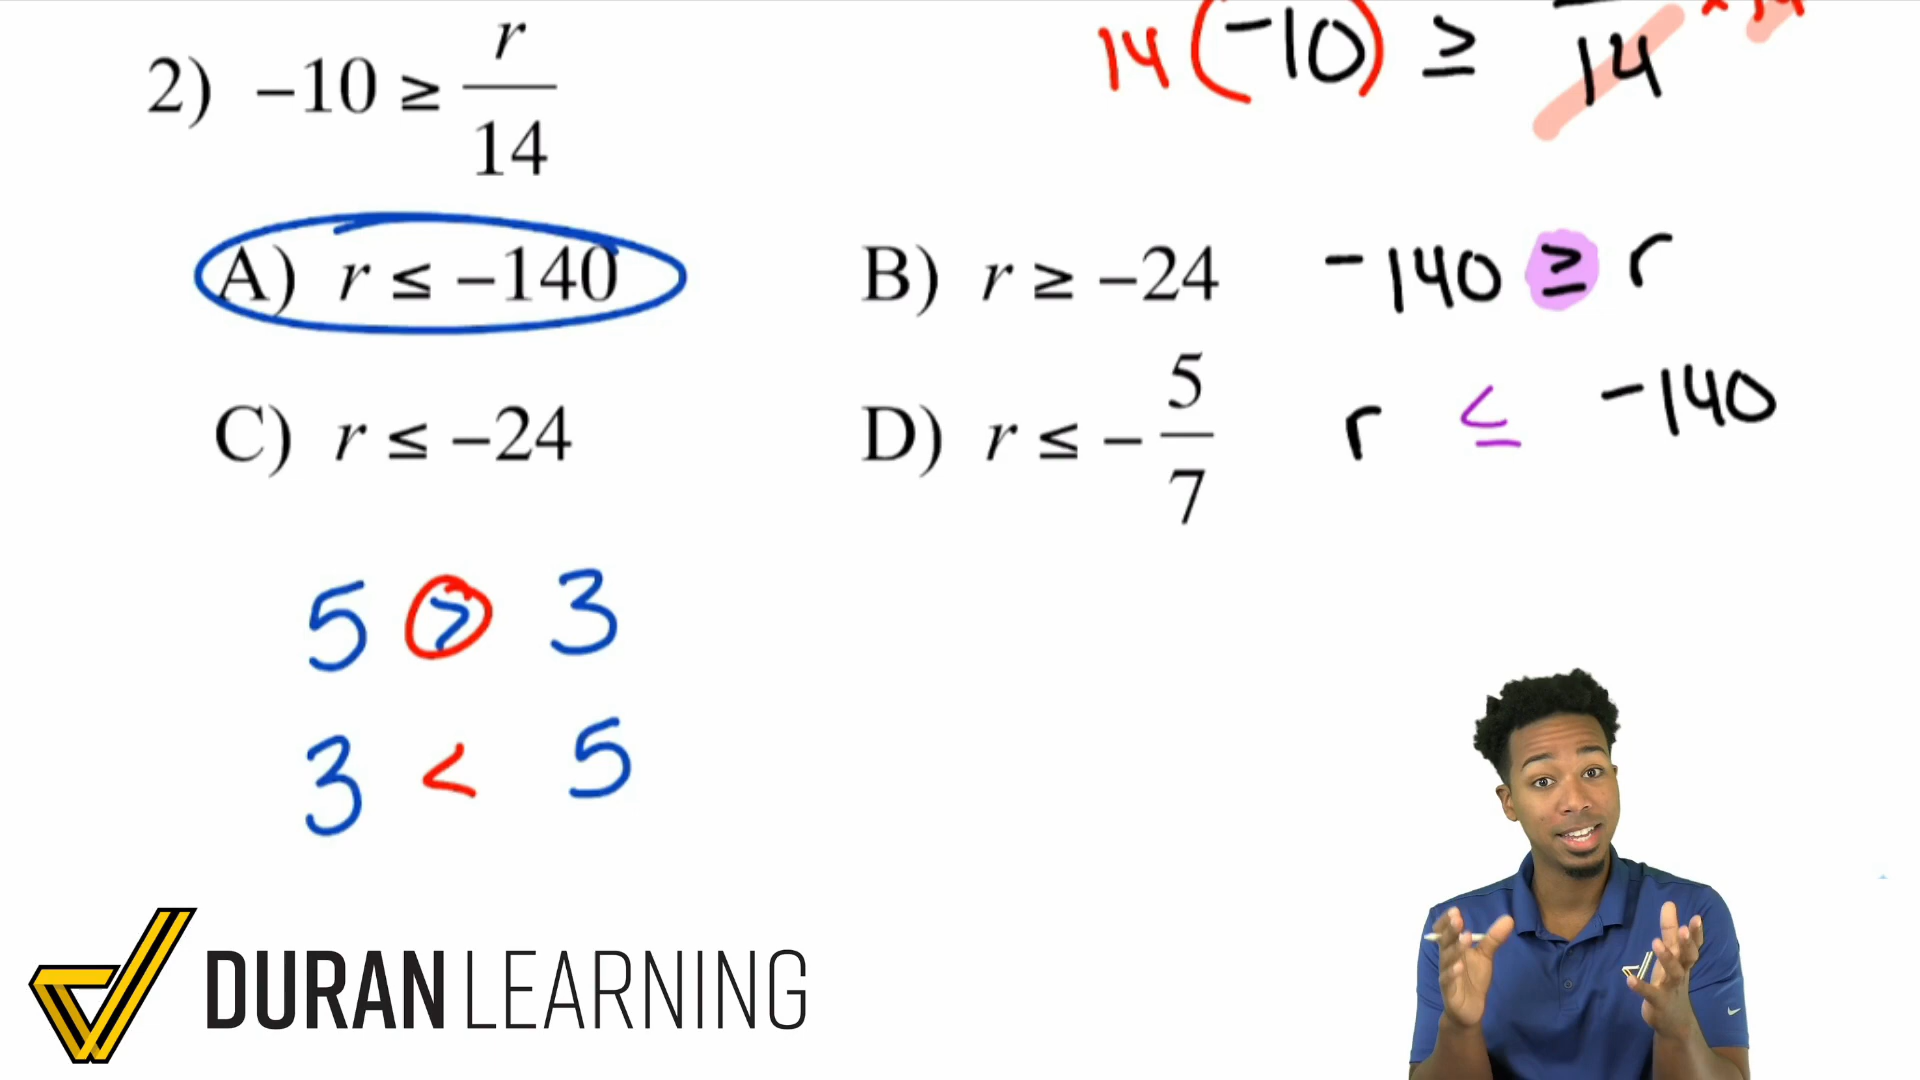 2) −10 ≥ r/14
14(-10) ≥ /14 × 14
A) r ≤ −140
B) r ≥ −24
-140 ≥ r
C) r ≤ −24
D) r ≤ −5/7
r ≤ -140
5 > 3
3 < 5
DURAN LEARNING